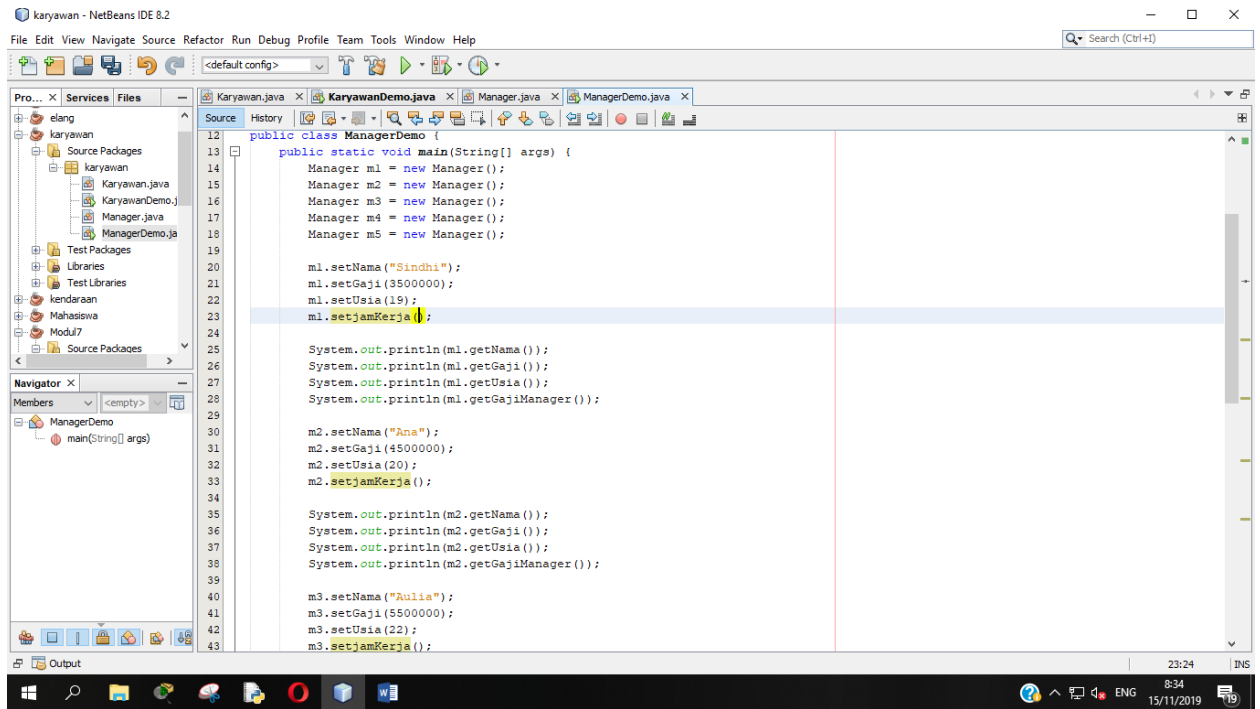 karyawan - NetBeans IDE 8.2
File Edit View Navigate Source Refactor Run Debug Profile Team Tools Window Help
Search (Ctrl+I)
<default config>
Pro... Services Files
Karyawan.java KaryawanDemo.java Manager.java ManagerDemo.java
elang
karyawan
Source Packages
karyawan
Karyawan.java
KaryawanDemo.j
Manager.java
ManagerDemo.ja
Test Packages
Libraries
Test Libraries
kendaraan
Mahasiswa
Modul7
Source Packages
Navigator
Members <empty>
ManagerDemo
main(String[] args)
Source History
12 public class ManagerDemo {
13 public static void main(String[] args) {
14 Manager m1 = new Manager();
15 Manager m2 = new Manager();
16 Manager m3 = new Manager();
17 Manager m4 = new Manager();
18 Manager m5 = new Manager();
19
20 m1.setNama("Sindhi");
21 m1.setGaji(3500000);
22 m1.setUsia(19);
23 m1.setjamKerja();
24
25 System.out.println(m1.getNama());
26 System.out.println(m1.getGaji());
27 System.out.println(m1.getUsia());
28 System.out.println(m1.getGajiManager());
29
30 m2.setNama("Ana");
31 m2.setGaji(4500000);
32 m2.setUsia(20);
33 m2.setjamKerja();
34
35 System.out.println(m2.getNama());
36 System.out.println(m2.getGaji());
37 System.out.println(m2.getUsia());
38 System.out.println(m2.getGajiManager());
39
40 m3.setNama("Aulia");
41 m3.setGaji(5500000);
42 m3.setUsia(22);
43 m3.setjamKerja();
Output
23:24 INS
ENG
8:34
15/11/2019
19